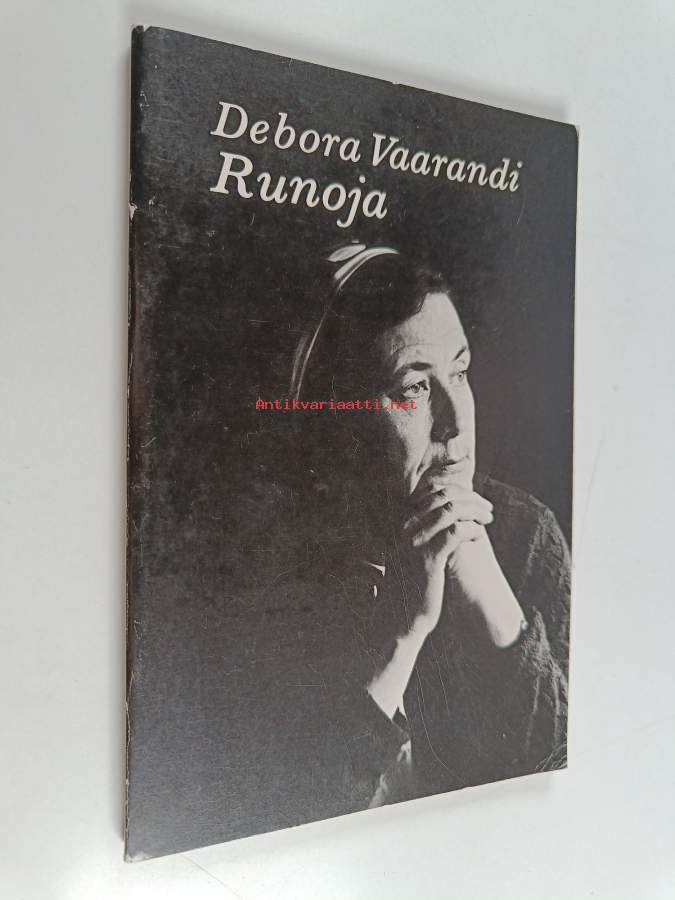 Debora Vaarandi
Runoja
Antikvariaatti.net